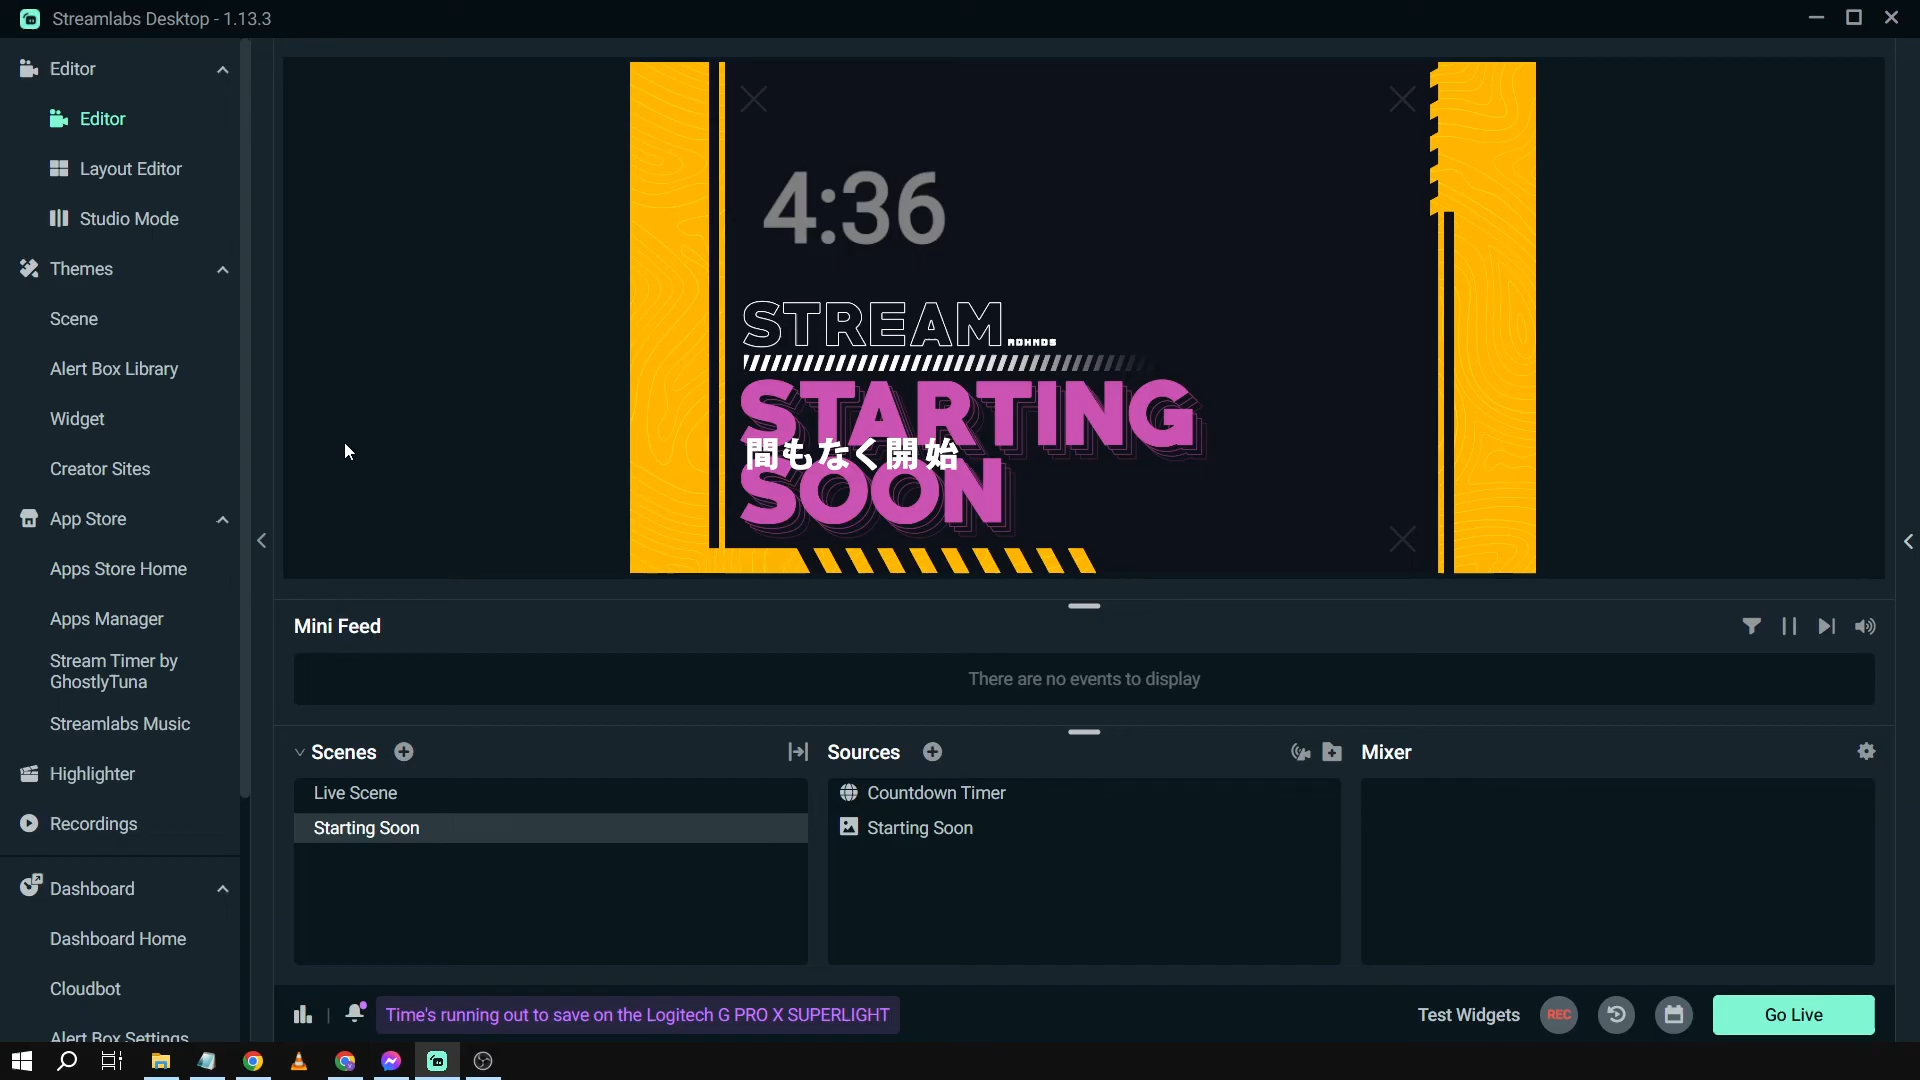 Streamlabs Desktop - 1.13.3
Editor
Editor
Layout Editor
Studio Mode
Themes
Scene
Alert Box Library
Widget
Creator Sites
App Store
Apps Store Home
Apps Manager
Stream Timer by
GhostlyTuna
Streamlabs Music
Highlighter
Recordings
Dashboard
Dashboard Home
Cloudbot
Alert Box Settings
4:36
STREAM
STARTING
間もなく開始
SOON
Mini Feed
There are no events to display
Scenes
Live Scene
Starting Soon
Sources
Countdown Timer
Starting Soon
Mixer
Time's running out to save on the Logitech G PRO X SUPERLIGHT
Test Widgets
REC
Go Live